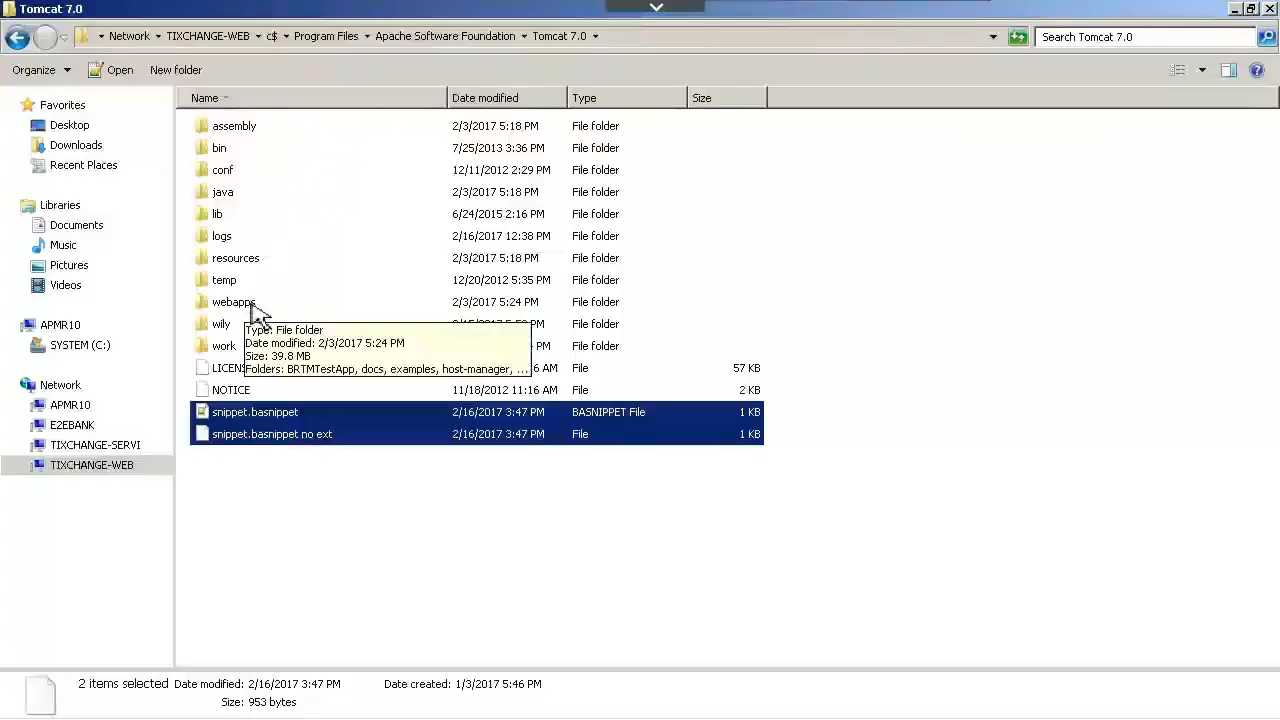 Tomcat 7.0
Network TIXCHANGE-WEB c$ Program Files Apache Software Foundation Tomcat 7.0
Search Tomcat 7.0
Organize Open New folder
Name Date modified Type Size
Favorites
Desktop
Downloads
Recent Places
Libraries
Documents
Music
Pictures
Videos
APMR10
SYSTEM (C:)
Network
APMR10
E2EBANK
TIXCHANGE-SERVI
TIXCHANGE-WEB
assembly 2/3/2017 5:18 PM File folder
bin 7/25/2013 3:36 PM File folder
conf 12/11/2012 2:29 PM File folder
java 2/3/2017 5:18 PM File folder
lib 6/24/2015 2:16 PM File folder
logs 2/16/2017 12:38 PM File folder
resources 2/3/2017 5:18 PM File folder
temp 12/20/2012 5:35 PM File folder
webapps 2/3/2017 5:24 PM File folder
wily File folder
work PM File folder
LICENS 6 AM File 57 KB
NOTICE 11/18/2012 11:16 AM File 2 KB
snippet.basnippet 2/16/2017 3:47 PM BASNIPPET File 1 KB
snippet.basnippet no ext 2/16/2017 3:47 PM File 1 KB
Type: File folder
Date modified: 2/3/2017 5:24 PM
Size: 39.8 MB
Folders: BRTMTestApp, docs, examples, host-manager, ...
2 items selected Date modified: 2/16/2017 3:47 PM Date created: 1/3/2017 5:46 PM
Size: 953 bytes